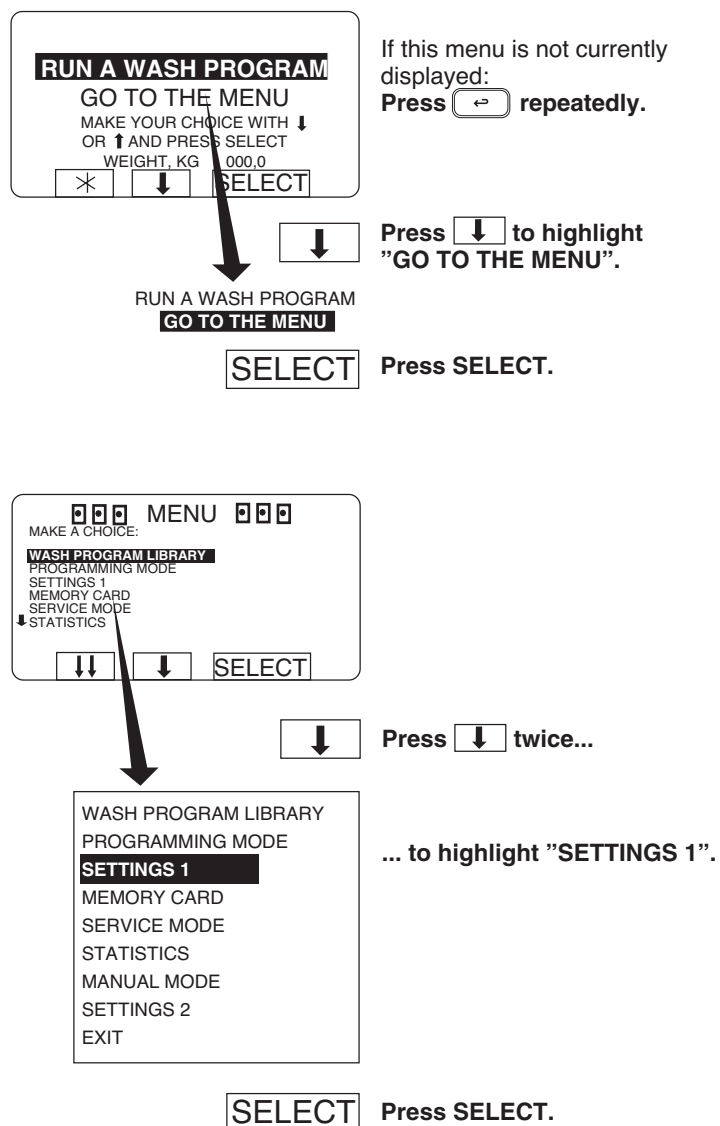 RUN A WASH PROGRAM
GO TO THE MENU
MAKE YOUR CHOICE WITH ⬇
OR ⬆ AND PRESS SELECT
WEIGHT, KG 000,0
SELECT
If this menu is not currently
displayed:
Press ↩ repeatedly.
Press ⬇ to highlight
”GO TO THE MENU”.
RUN A WASH PROGRAM
GO TO THE MENU
SELECT
Press SELECT.
MENU
MAKE A CHOICE:
WASH PROGRAM LIBRARY
PROGRAMMING MODE
SETTINGS 1
MEMORY CARD
SERVICE MODE
STATISTICS
SELECT
Press ⬇ twice...
WASH PROGRAM LIBRARY
PROGRAMMING MODE
SETTINGS 1
MEMORY CARD
SERVICE MODE
STATISTICS
MANUAL MODE
SETTINGS 2
EXIT
... to highlight ”SETTINGS 1”.
SELECT
Press SELECT.